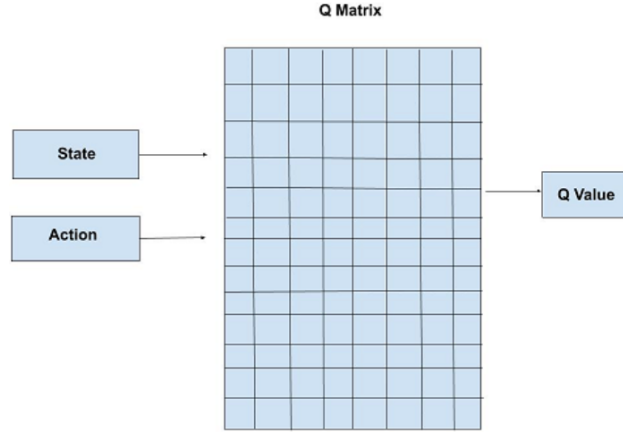 Q Matrix
State
Action
Q Value